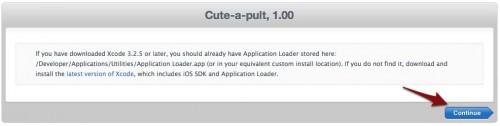 Cute-a-pult, 1.00
If you have downloaded Xcode 3.2.5 or later, you should already have Application Loader stored here:
/Developer/Applications/Utilities/Application Loader.app (or in your equivalent custom install location). If you do not find it, download and
install the latest version of Xcode, which includes iOS SDK and Application Loader.
Continue